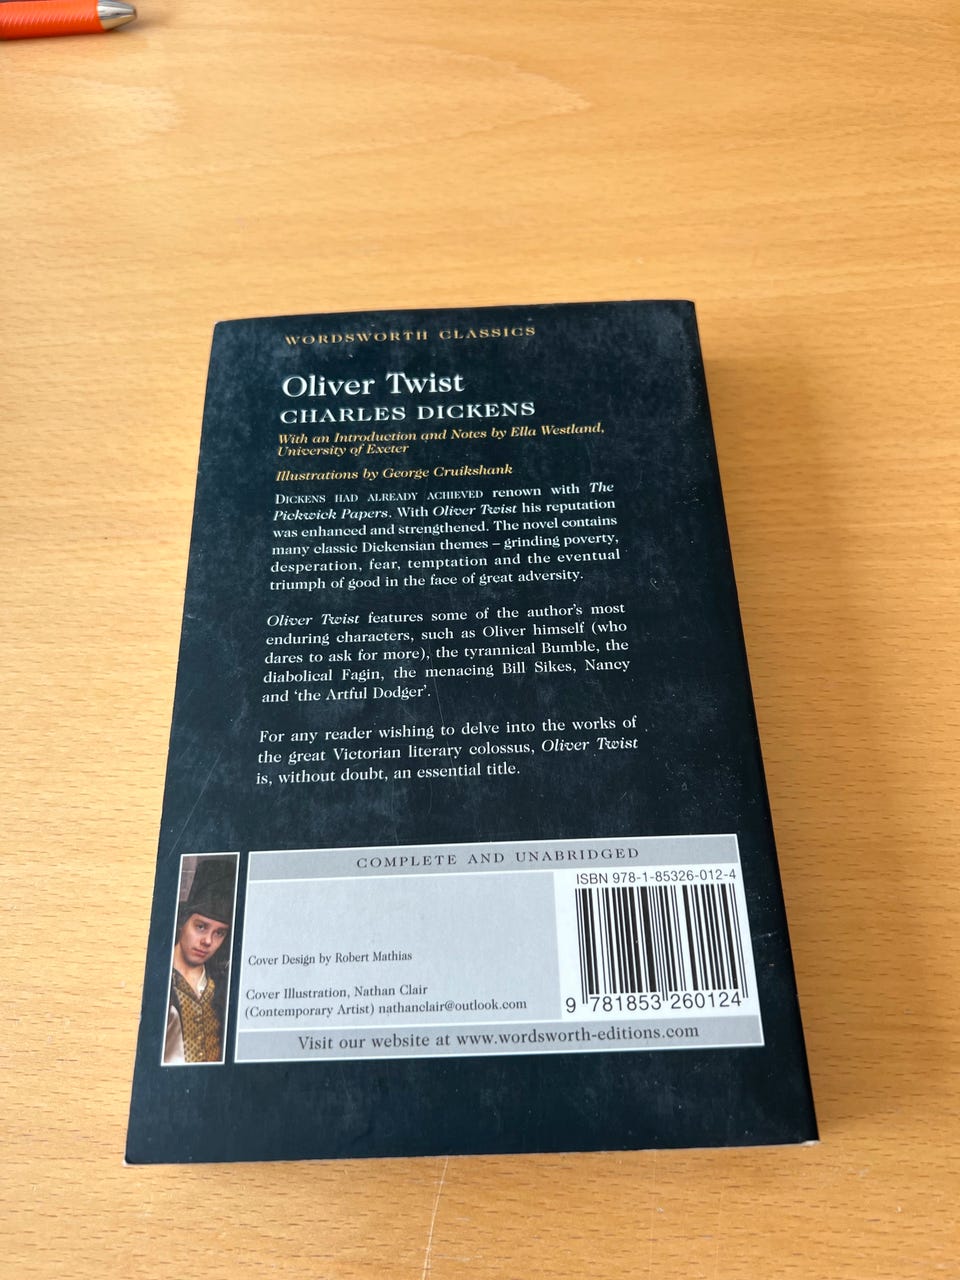 WORDSWORTH CLASSICS
Oliver Twist
CHARLES DICKENS
With an Introduction and Notes by Ella Westland,
University of Exeter
Illustrations by George Cruikshank
DICKENS HAD ALREADY ACHIEVED renown with The
Pickwick Papers. With Oliver Twist his reputation
was enhanced and strengthened. The novel contains
many classic Dickensian themes – grinding poverty,
desperation, fear, temptation and the eventual
triumph of good in the face of great adversity.
Oliver Twist features some of the author's most
enduring characters, such as Oliver himself (who
dares to ask for more), the tyrannical Bumble, the
diabolical Fagin, the menacing Bill Sikes, Nancy
and 'the Artful Dodger'.
For any reader wishing to delve into the works of
the great Victorian literary colossus, Oliver Twist
is, without doubt, an essential title.
COMPLETE AND UNABRIDGED
ISBN 978-1-85326-012-4
Cover Design by Robert Mathias
Cover Illustration, Nathan Clair
(Contemporary Artist) nathanclair@outlook.com
9 781853 260124
Visit our website at www.wordsworth-editions.com